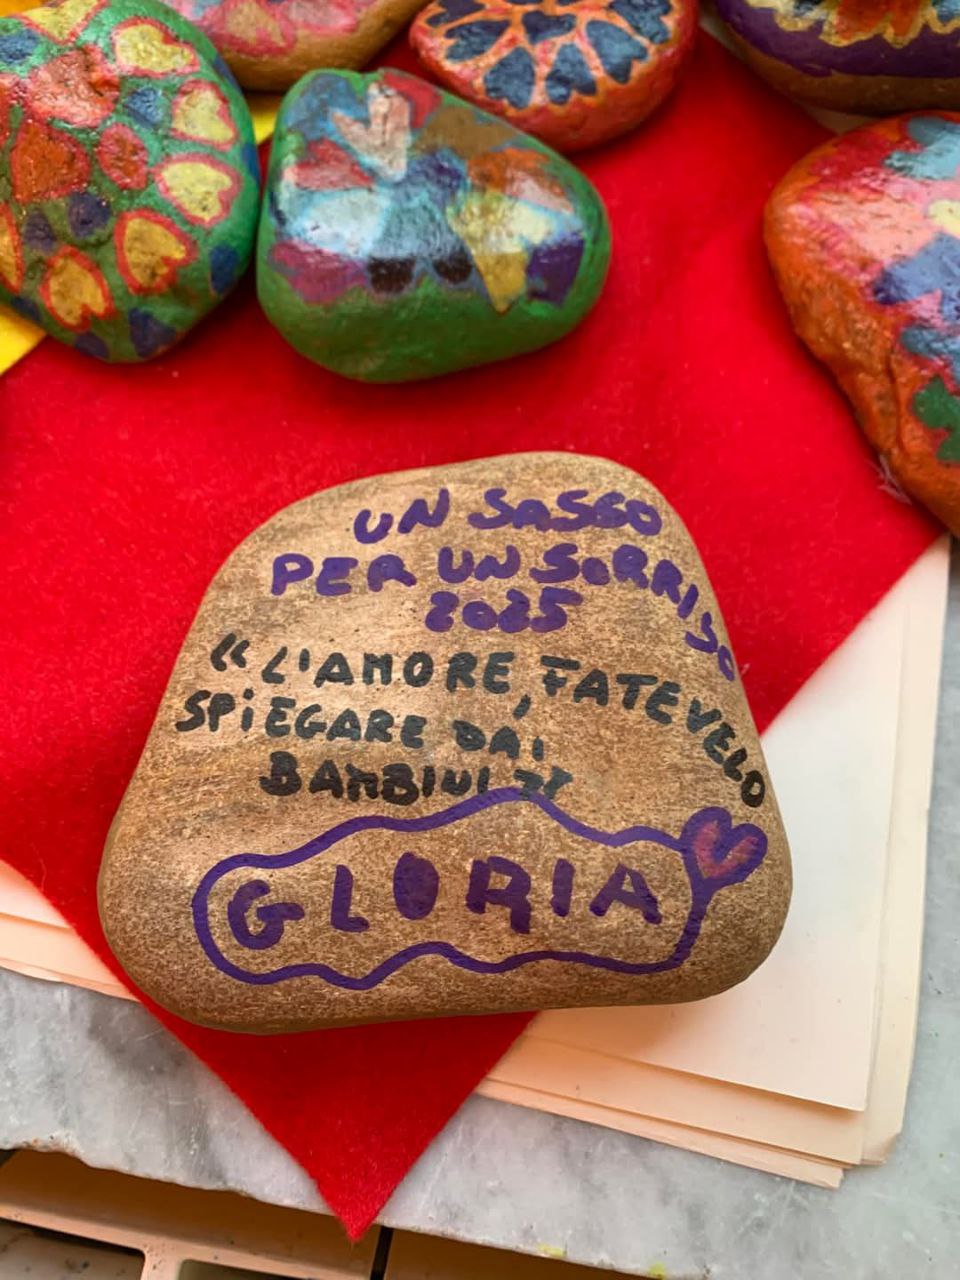 UN SASSO
PER UN SORRISO
2025
“L'AMORE, FATEVELO
SPiEGARE DAI
BAMBINI”
GLORIA